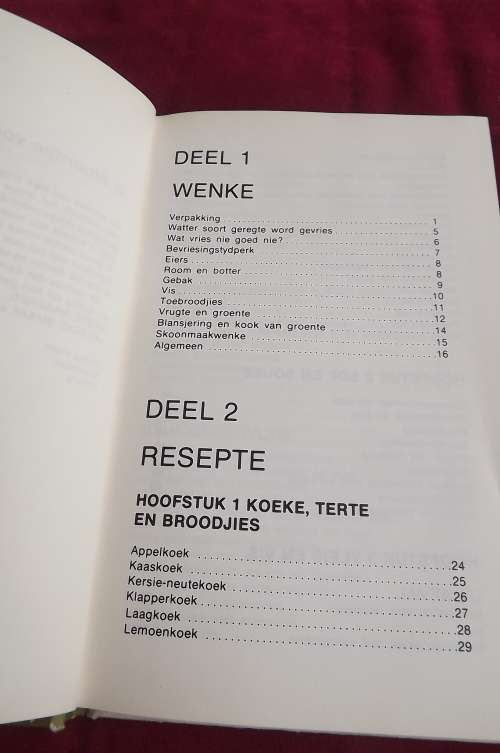 DEEL 1
WENKE
Verpakking 1
Watter soort geregte word gevries 5
Wat vries nie goed nie? 6
Bevriesingstydperk 7
Eiers 8
Room en botter 8
Gebak 9
Vis 10
Toebroodjies 11
Vrugte en groente 12
Blansjering en kook van groente 14
Skoonmaakwenke 15
Algemeen 16
DEEL 2
RESEPTE
HOOFSTUK 1 KOEKE, TERTE
EN BROODJIES
Appelkoek 24
Kaaskoek 25
Kersie-neutekoek 26
Klapperkoek 27
Laagkoek 28
Lemoenkoek 29